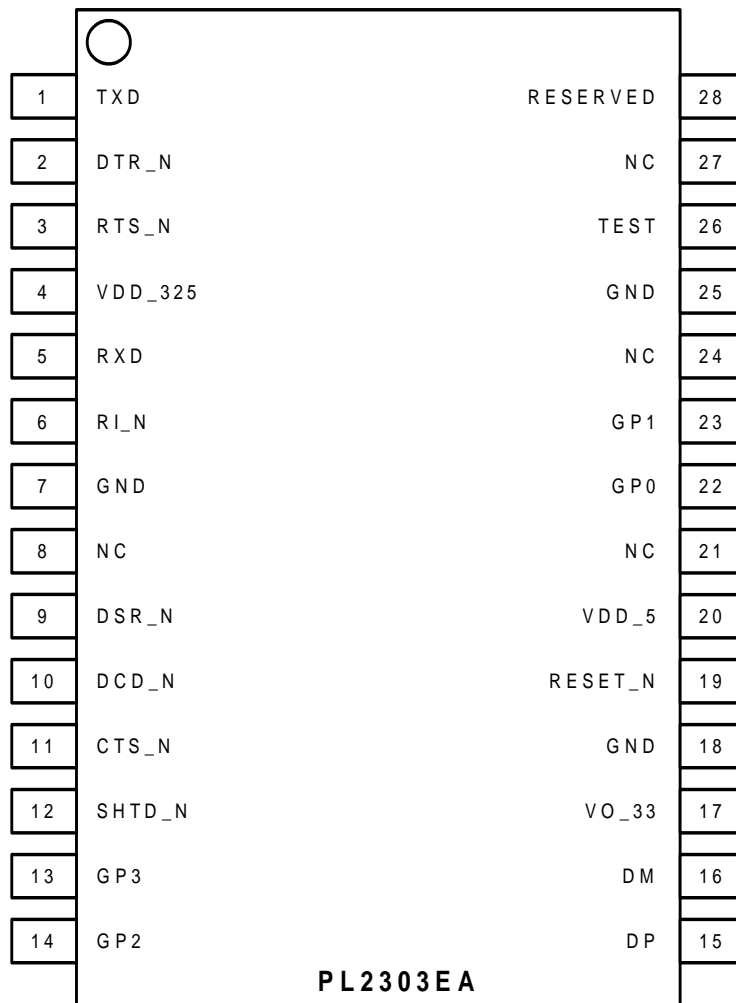 1 TXD RESERVED 28
2 DTR_N NC 27
3 RTS_N TEST 26
4 VDD_325 GND 25
5 RXD NC 24
6 RI_N GP1 23
7 GND GP0 22
8 NC NC 21
9 DSR_N VDD_5 20
10 DCD_N RESET_N 19
11 CTS_N GND 18
12 SHTD_N VO_33 17
13 GP3 DM 16
14 GP2 DP 15
PL2303EA